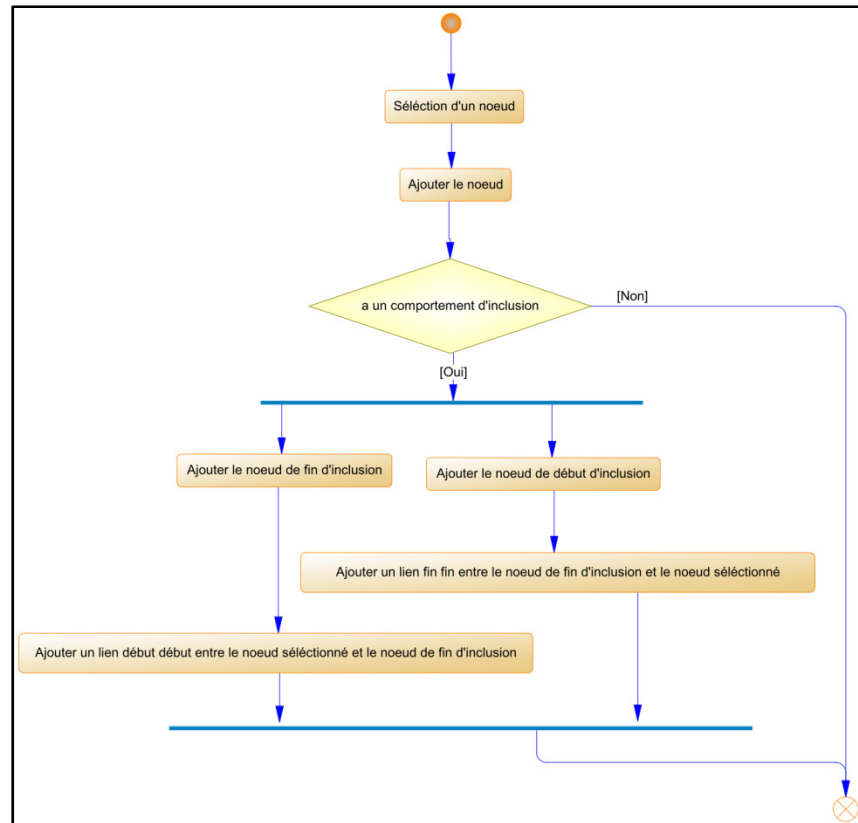 Séléction d'un noeud
Ajouter le noeud
a un comportement d'inclusion
[Non]
[Oui]
Ajouter le noeud de fin d'inclusion
Ajouter le noeud de début d'inclusion
Ajouter un lien fin fin entre le noeud de fin d'inclusion et le noeud séléctionné
Ajouter un lien début début entre le noeud séléctionné et le noeud de fin d'inclusion